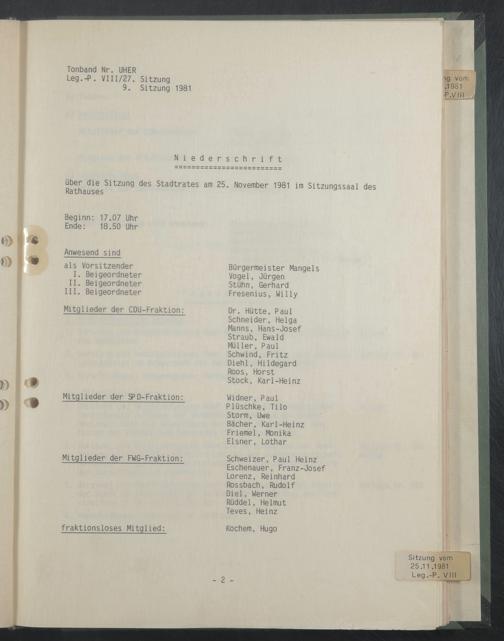 Tonband Nr. UHER
Leg.-P. VIII/27. Sitzung
9. Sitzung 1981
Niederschrift
über die Sitzung des Stadtrates am 25. November 1981 im Sitzungssaal des
Rathauses
Beginn: 17.07 Uhr
Ende: 18.50 Uhr
Anwesend sind
als Vorsitzender Bürgermeister Mangels
I. Beigeordneter Vogel, Jürgen
II. Beigeordneter Stühn, Gerhard
III. Beigeordneter Fresenius, Willy
Mitglieder der CDU-Fraktion: Dr. Hütte, Paul
Schneider, Helga
Manns, Hans-Josef
Straub, Ewald
Müller, Paul
Schwind, Fritz
Diehl, Hildegard
Roos, Horst
Stock, Karl-Heinz
Mitglieder der SPD-Fraktion: Widner, Paul
Plüschke, Tilo
Storm, Uwe
Bächer, Karl-Heinz
Friemel, Monika
Elsner, Lothar
Mitglieder der FWG-Fraktion: Schweizer, Paul Heinz
Eschenauer, Franz-Josef
Lorenz, Reinhard
Rossbach, Rudolf
Diel, Werner
Rüddel, Helmut
Teves, Heinz
fraktionsloses Mitglied: Kochem, Hugo
- 2 -
Sitzung vom
25.11.1981
Leg.-P. VIII
ng vom
.1981
-P. VIII